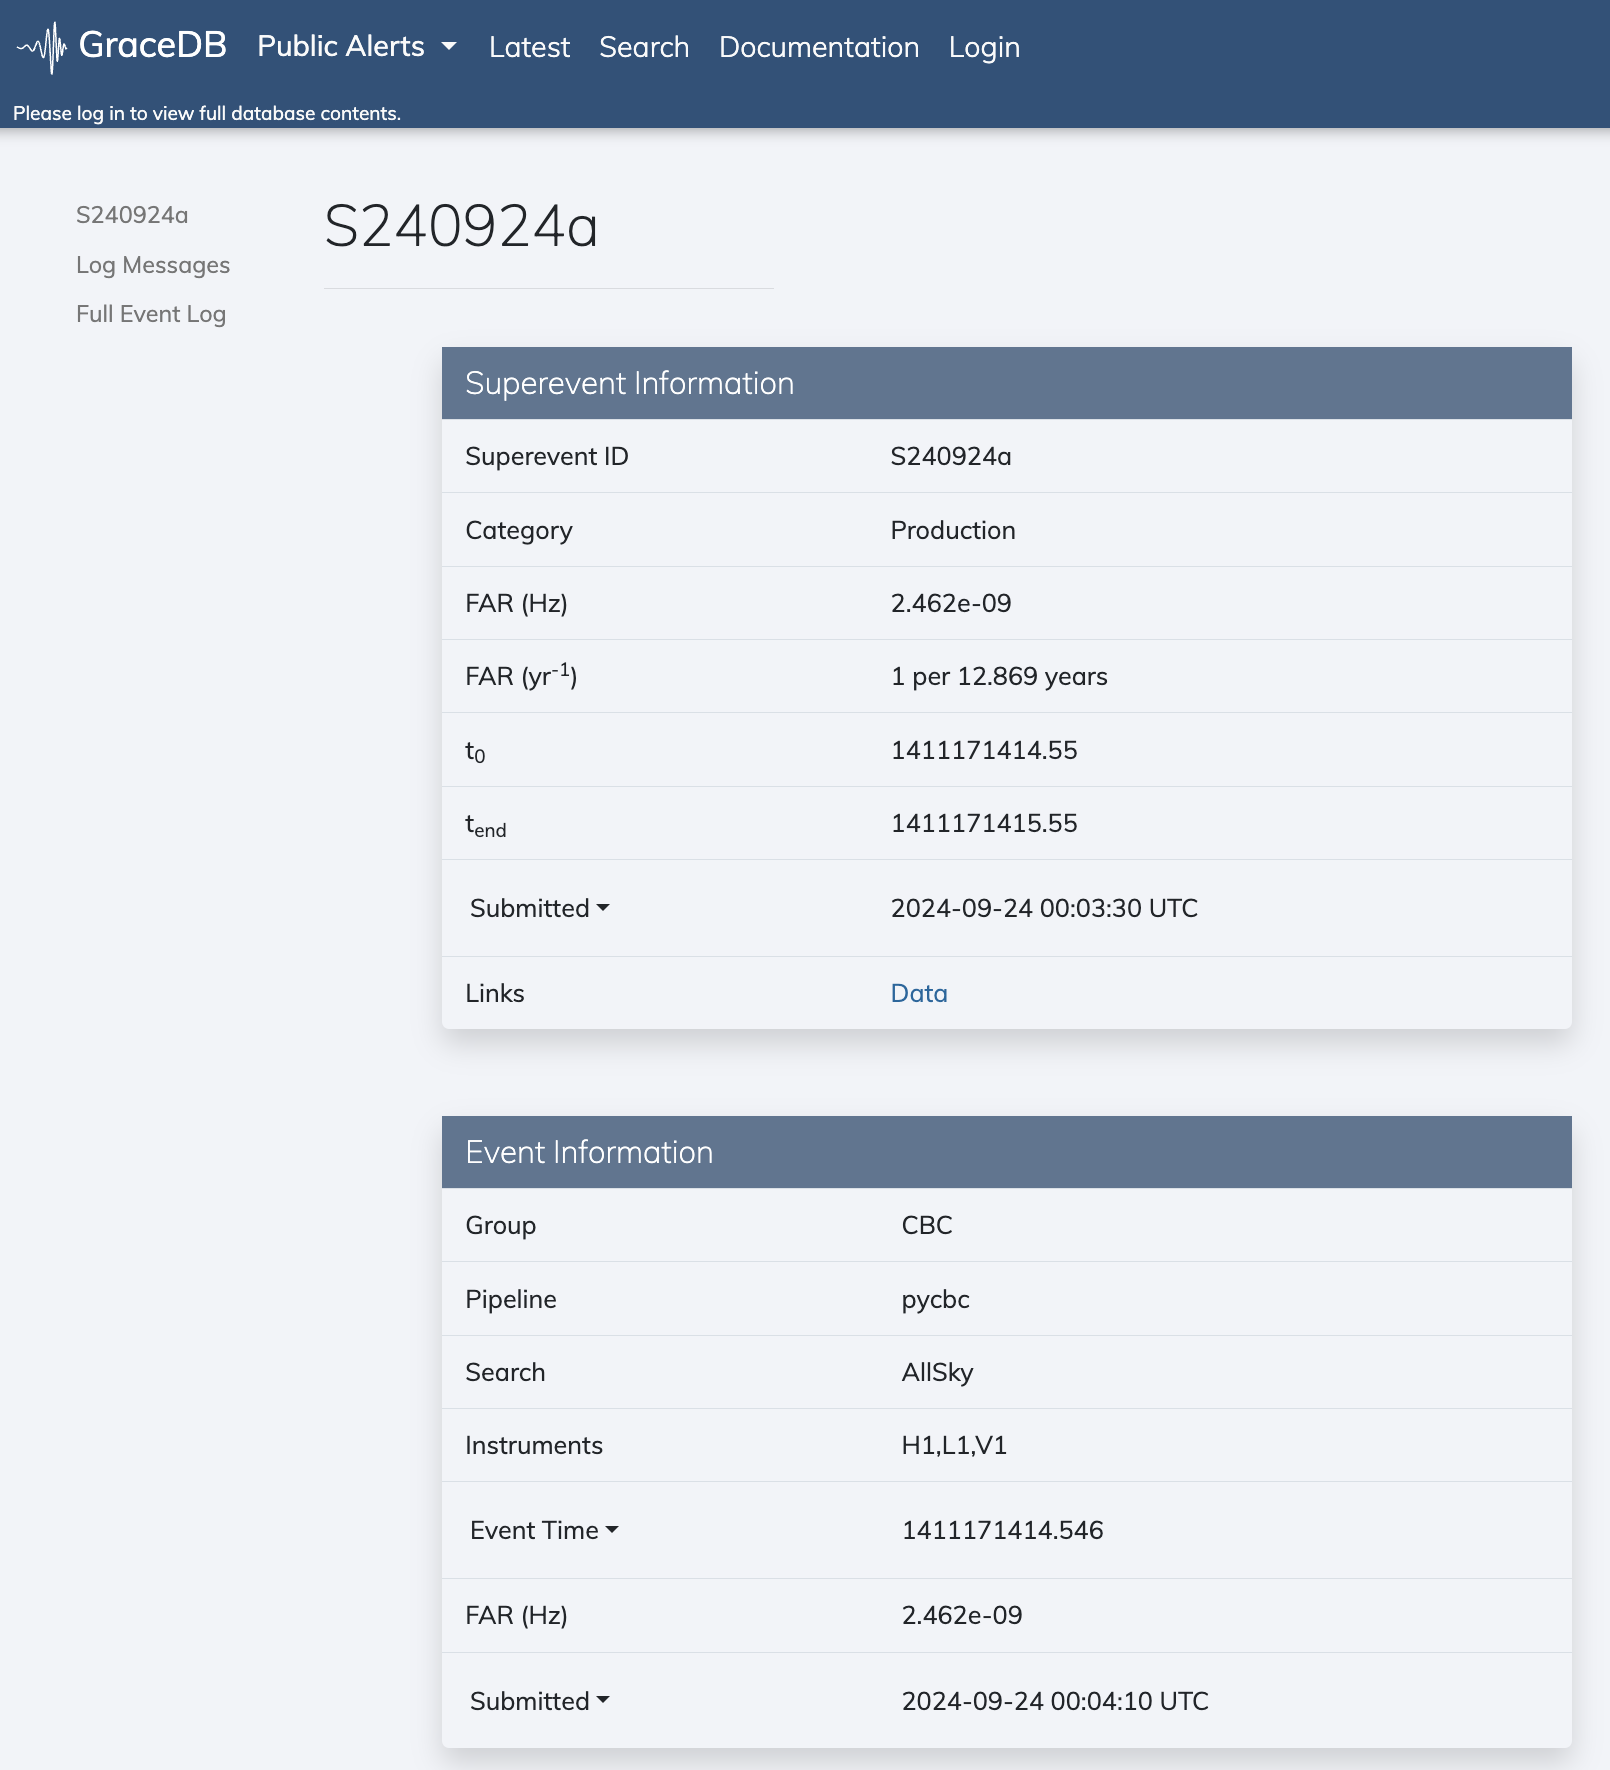 GraceDB Public Alerts Latest Search Documentation Login
Please log in to view full database contents.
S240924a
Log Messages
Full Event Log
S240924a
Superevent Information
Superevent ID S240924a
Category Production
FAR (Hz) 2.462e-09
FAR (yr⁻¹) 1 per 12.869 years
t₀ 1411171414.55
tend 1411171415.55
Submitted 2024-09-24 00:03:30 UTC
Links Data
Event Information
Group CBC
Pipeline pycbc
Search AllSky
Instruments H1,L1,V1
Event Time 1411171414.546
FAR (Hz) 2.462e-09
Submitted 2024-09-24 00:04:10 UTC